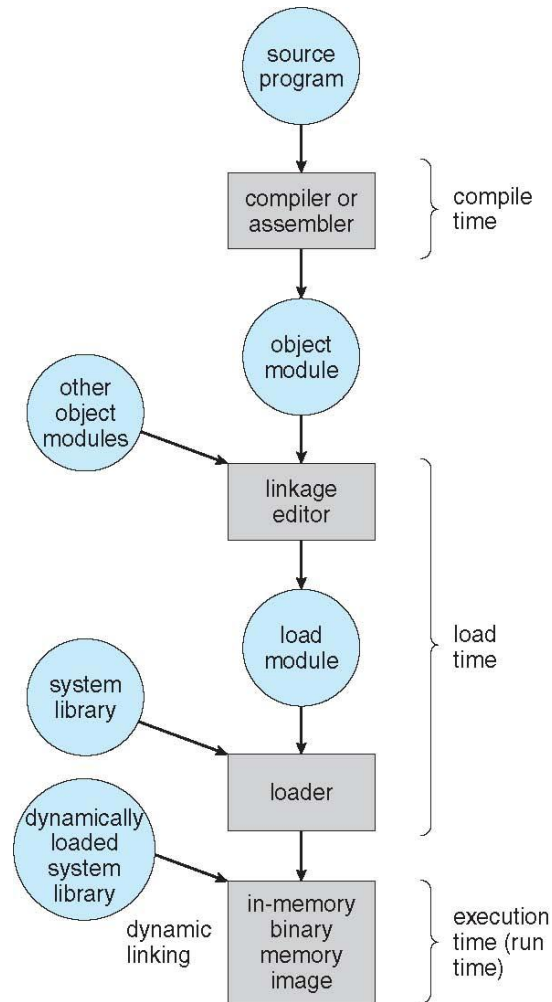 source
program
compiler or
assembler
compile
time
object
module
other
object
modules
linkage
editor
load
module
load
time
system
library
loader
dynamically
loaded
system
library
dynamic
linking
in-memory
binary
memory
image
execution
time (run
time)